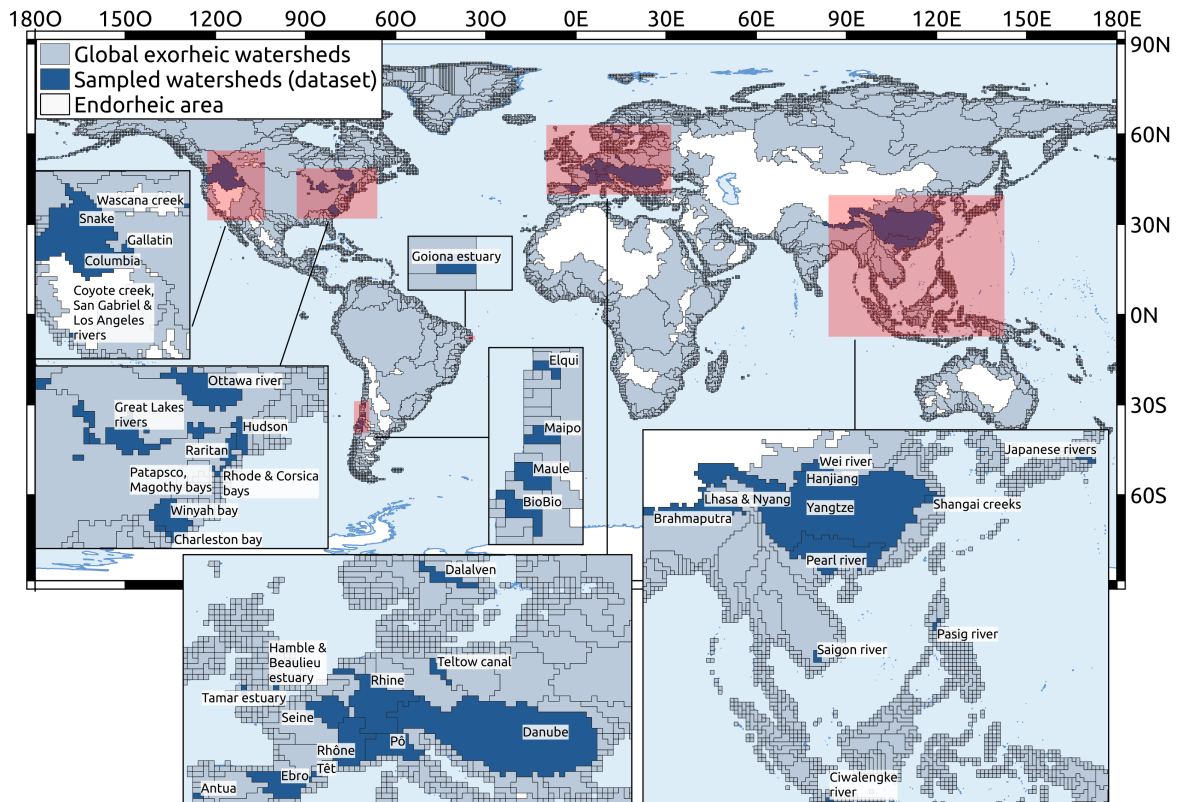 180O 150O 120O 90O 60O 30O 0E 30E 60E 90E 120E 150E 180E
90N
60N
30N
0N
30S
60S
Global exorheic watersheds
Sampled watersheds (dataset)
Endorheic area
Wascana creek
Snake
Gallatin
Columbia
Coyote creek,
San Gabriel &
Los Angeles
rivers
Goiona estuary
Ottawa river
Great Lakes
rivers
Hudson
Raritan
Patapsco,
Magothy bays
Rhode & Corsica
bays
Winyah bay
Charleston bay
Elqui
Maipo
Maule
BioBio
Japanese rivers
Wei river
Hanjiang
Lhasa & Nyang
Yangtze
Shangai creeks
Brahmaputra
Pearl river
Pasig river
Saigon river
Ciwalengke
river
Dalalven
Hamble &
Beaulieu
estuary
Teltow canal
Rhine
Tamar estuary
Seine
Danube
Pô
Rhône
Têt
Ebro
Antua